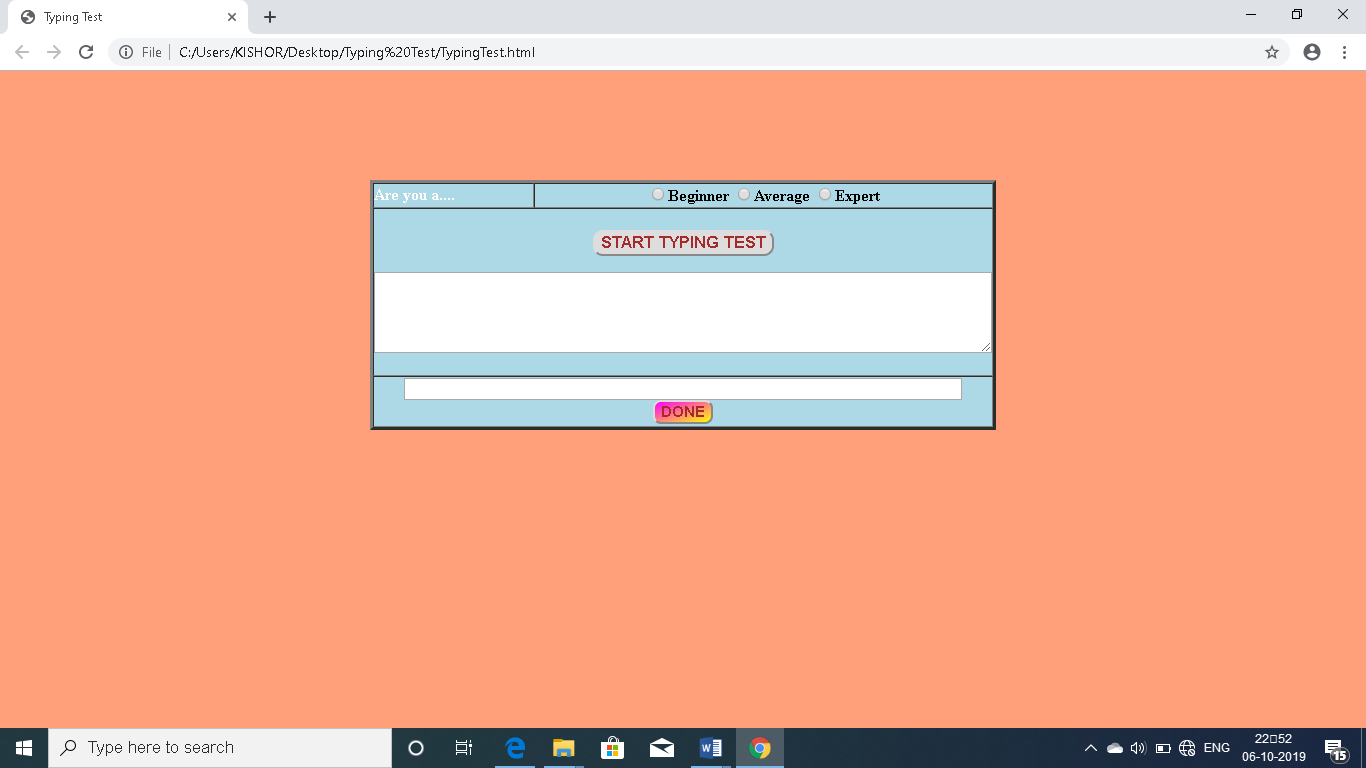 Typing Test
File C:/Users/KISHOR/Desktop/Typing%20Test/TypingTest.html
Are you a.... Beginner Average Expert
START TYPING TEST
DONE
Type here to search
ENG
22▯52
06-10-2019
15